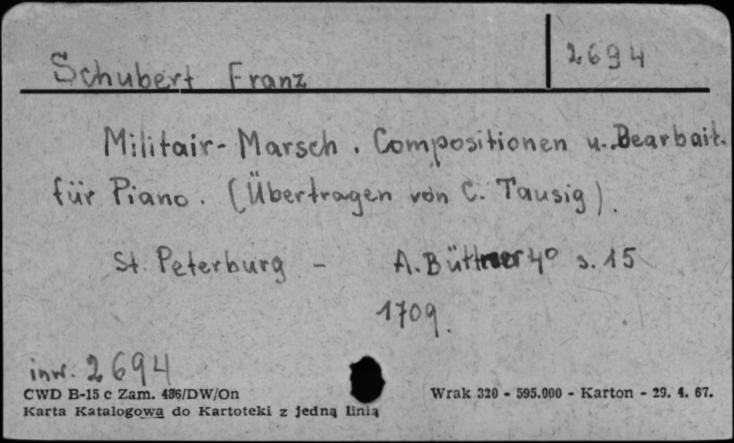 Schubert Franz 2694
Militair-Marsch. Compositionen u. Bearbait.
für Piano. (Übertragen von C. Tausig).
St. Peterburg - A. Büttner 4° s. 15
1709.
inw. 2694
CWD B-15 c Zam. 486/DW/On Wrak 320 - 595.000 - Karton - 29. 4. 67.
Karta Katalogowa do Kartoteki z jedną linią